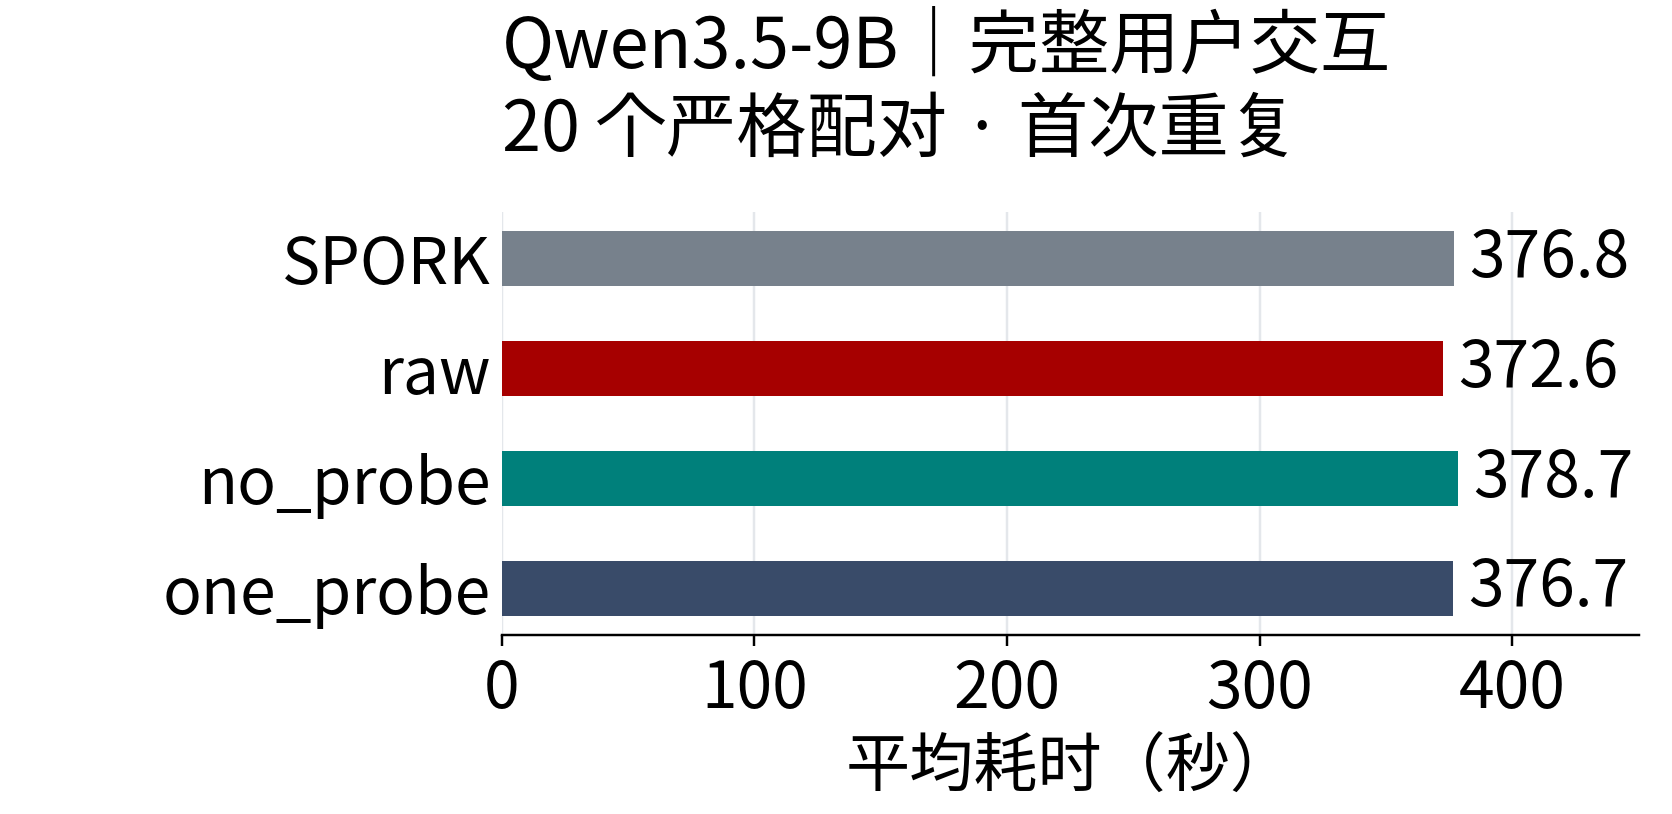 Qwen3.5-9B｜完整用户交互
20 个严格配对 · 首次重复
SPORK 376.8
raw 372.6
no_probe 378.7
one_probe 376.7
0 100 200 300 400
平均耗时（秒）